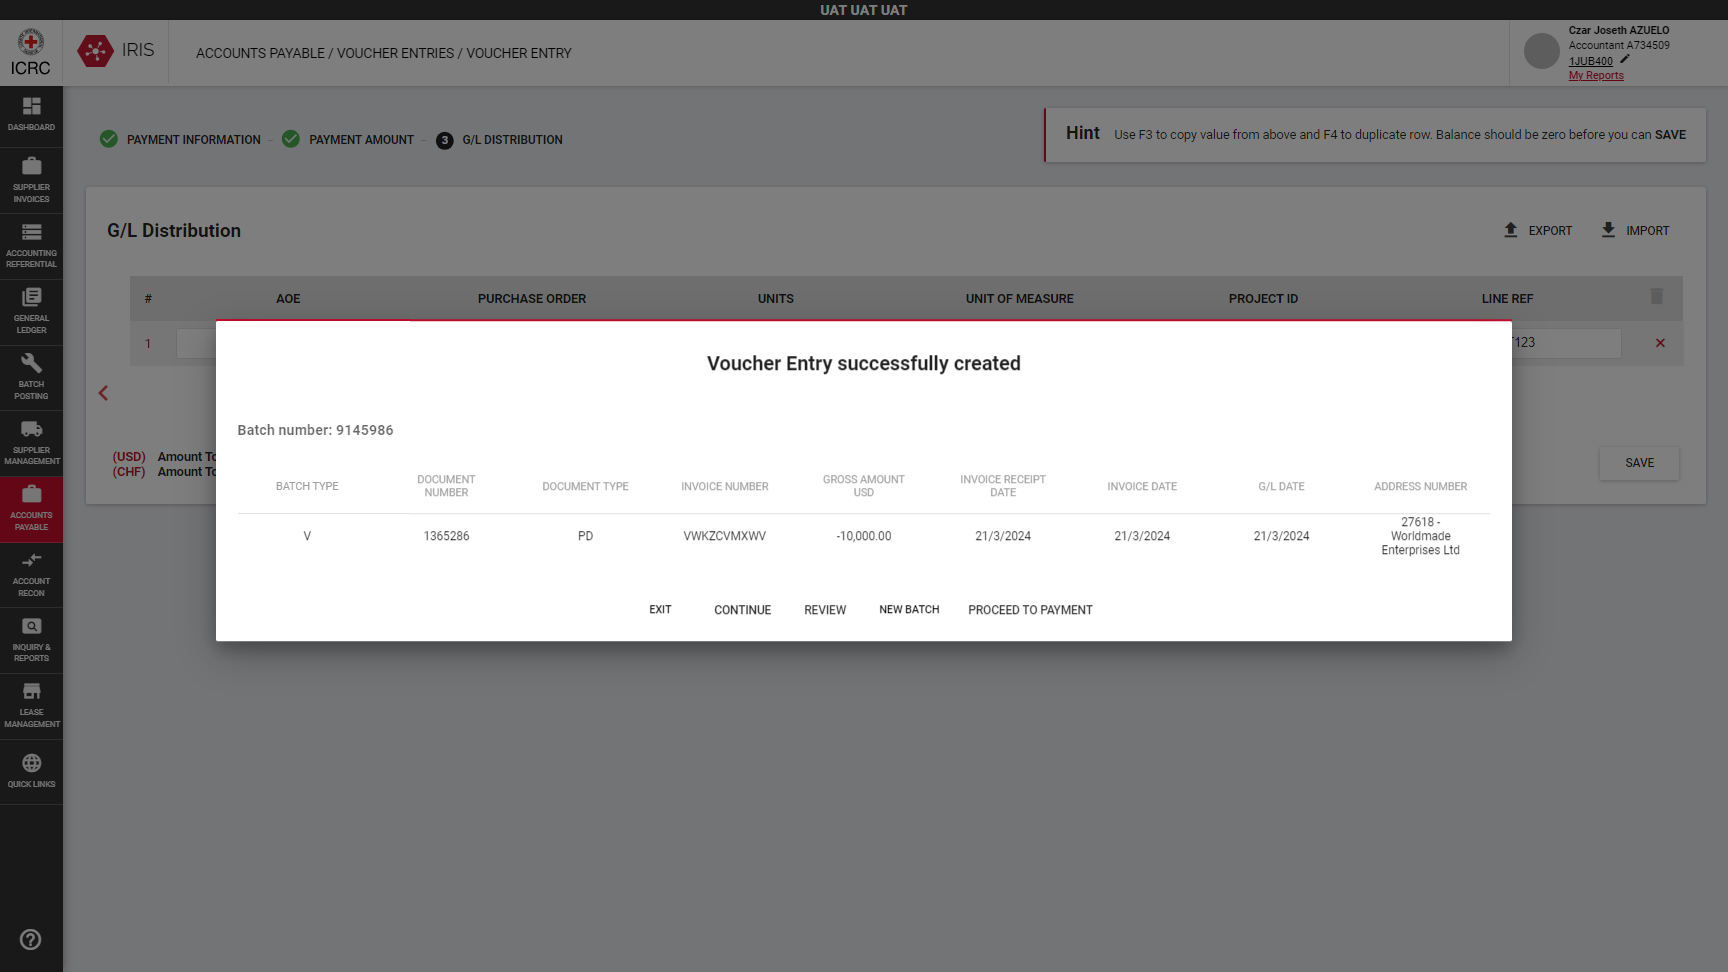 UAT UAT UAT
ICRC
IRIS
ACCOUNTS PAYABLE / VOUCHER ENTRIES / VOUCHER ENTRY
Czar Joseth AZUELO
Accountant A734509
1JUB400
My Reports
DASHBOARD
SUPPLIER
INVOICES
ACCOUNTING
REFERENTIAL
GENERAL
LEDGER
BATCH
POSTING
SUPPLIER
MANAGEMENT
ACCOUNTS
PAYABLE
ACCOUNT
RECON
INQUIRY &
REPORTS
LEASE
MANAGEMENT
QUICK LINKS
PAYMENT INFORMATION – PAYMENT AMOUNT – 3 G/L DISTRIBUTION
Hint Use F3 to copy value from above and F4 to duplicate row. Balance should be zero before you can SAVE
G/L Distribution
EXPORT IMPORT
# AOE PURCHASE ORDER UNITS UNIT OF MEASURE PROJECT ID LINE REF
1 123
(USD) Amount To
(CHF) Amount To
SAVE
Voucher Entry successfully created
Batch number: 9145986
BATCH TYPE DOCUMENT NUMBER DOCUMENT TYPE INVOICE NUMBER GROSS AMOUNT USD INVOICE RECEIPT DATE INVOICE DATE G/L DATE ADDRESS NUMBER
V 1365286 PD VWKZCVMXWV -10,000.00 21/3/2024 21/3/2024 21/3/2024 27618 -
Worldmade
Enterprises Ltd
EXIT CONTINUE REVIEW NEW BATCH PROCEED TO PAYMENT